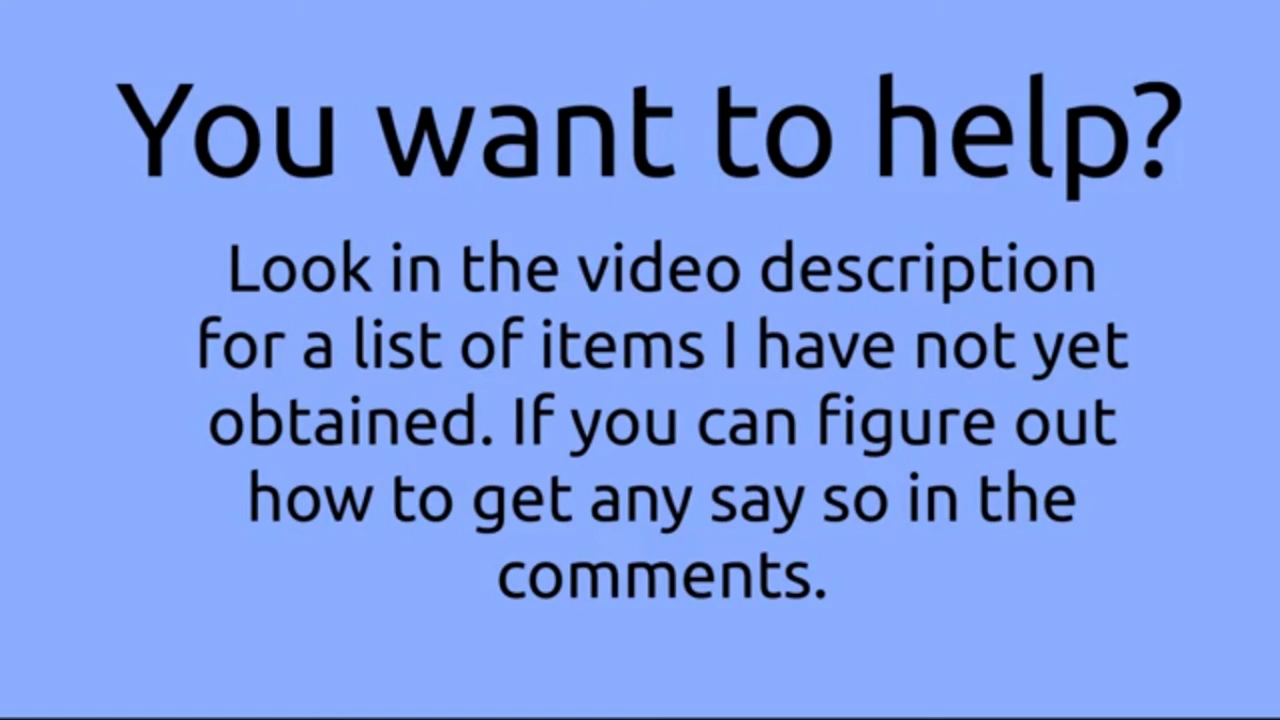 You want to help?
Look in the video description
for a list of items I have not yet
obtained. If you can figure out
how to get any say so in the
comments.